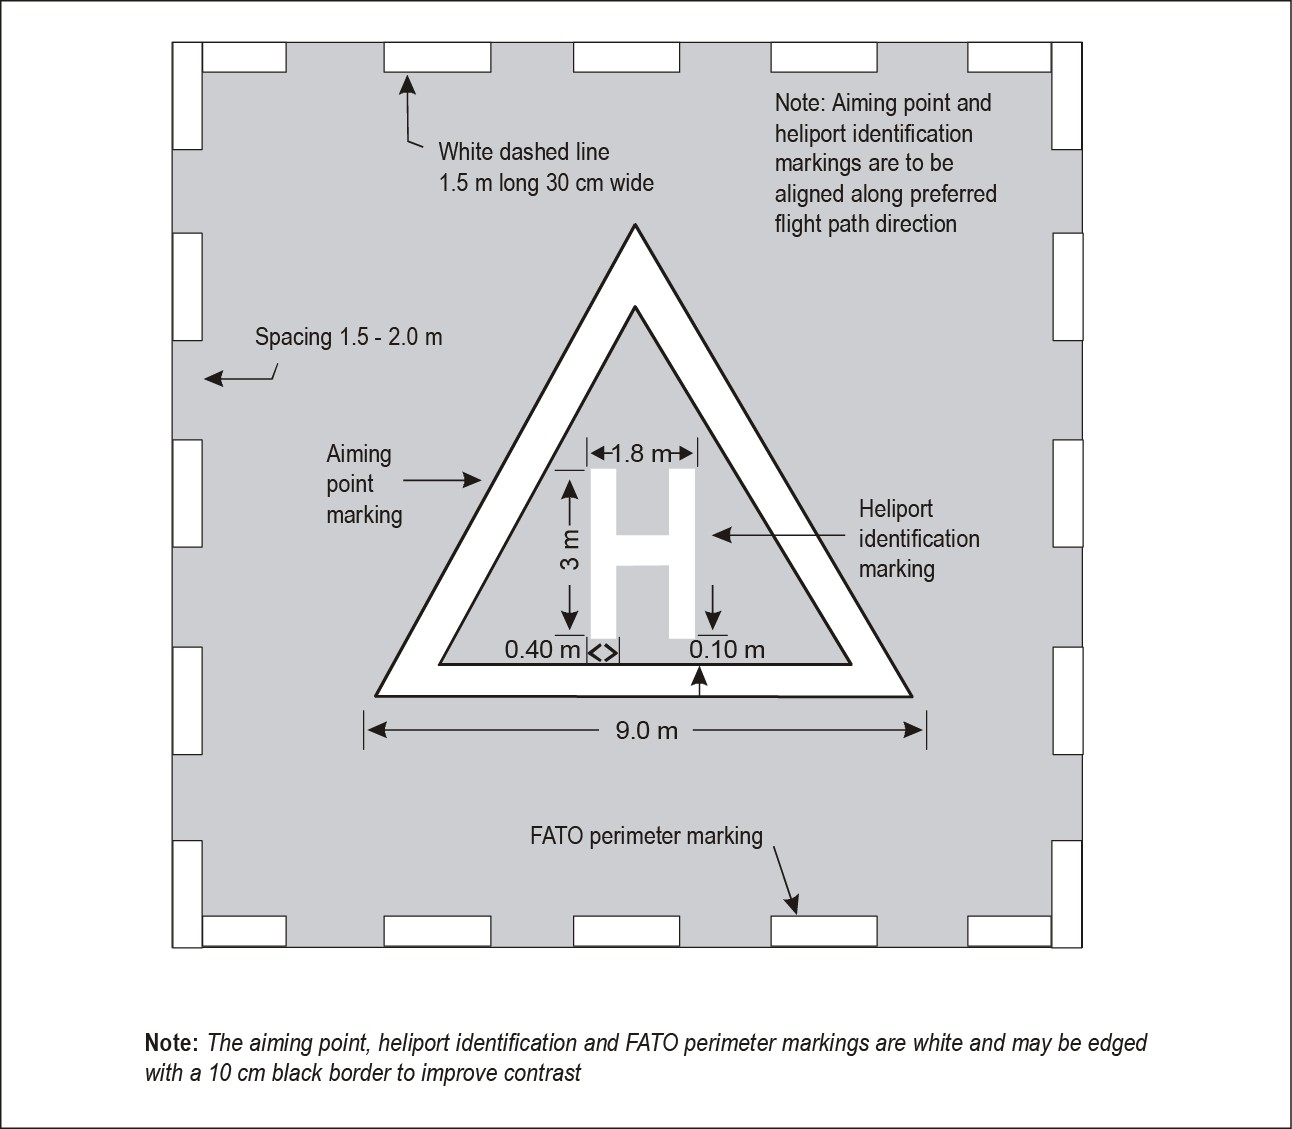 Note: Aiming point and
heliport identification
markings are to be
aligned along preferred
flight path direction
White dashed line
1.5 m long 30 cm wide
Spacing 1.5 - 2.0 m
Aiming
point
marking
1.8 m
3 m
H
Heliport
identification
marking
0.40 m
0.10 m
9.0 m
FATO perimeter marking
Note: The aiming point, heliport identification and FATO perimeter markings are white and may be edged
with a 10 cm black border to improve contrast